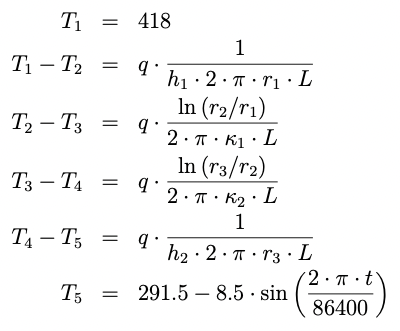 T₁ = 418
T₁ − T₂ = q · 1 / (h₁ · 2 · π · r₁ · L)
T₂ − T₃ = q · ln (r₂/r₁) / (2 · π · κ₁ · L)
T₃ − T₄ = q · ln (r₃/r₂) / (2 · π · κ₂ · L)
T₄ − T₅ = q · 1 / (h₂ · 2 · π · r₃ · L)
T₅ = 291.5 − 8.5 · sin (2 · π · t / 86400)